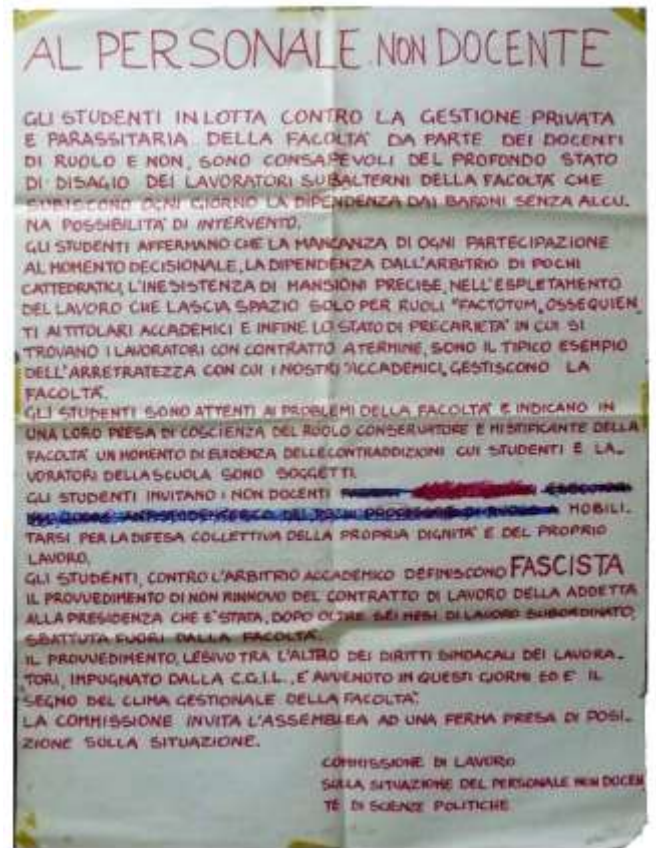 AL PERSONALE NON DOCENTE
GLI STUDENTI IN LOTTA CONTRO LA GESTIONE PRIVATA
E PARASSITARIA DELLA FACOLTA' DA PARTE DEI DOCENTI
DI RUOLO E NON, SONO CONSAPEVOLI DEL PROFONDO STATO
DI DISAGIO DEI LAVORATORI SUBALTERNI DELLA FACOLTA' CHE
SUBISCONO OGNI GIORNO LA DIPENDENZA DAI BARONI SENZA ALCU-
NA POSSIBILITA' DI INTERVENTO.
GLI STUDENTI AFFERMANO CHE LA MANCANZA DI OGNI PARTECIPAZIONE
AL MOMENTO DECISIONALE, LA DIPENDENZA DALL'ARBITRIO DI POCHI
CATTEDRATICI, L'INESISTENZA DI MANSIONI PRECISE, NELL'ESPLETAMENTO
DEL LAVORO CHE LASCIA SPAZIO SOLO PER RUOLI "FACTOTUM, OSSEQUIEN
TI AI TITOLARI ACCADEMICI E INFINE LO STATO DI PRECARIETA' IN CUI SI
TROVANO I LAVORATORI CON CONTRATTO A TERMINE, SONO IL TIPICO ESEMPIO
DELL'ARRETRATEZZA CON CUI I NOSTRI "ACCADEMICI, GESTISCONO LA
FACOLTA'.
GLI STUDENTI SONO ATTENTI AI PROBLEMI DELLA FACOLTA' E INDICANO IN
UNA LORO PRESA DI COSCIENZA DEL RUOLO CONSERVATORE E MISTIFICANTE DELLA
FACOLTA' UN MOMENTO DI EVIDENZA DELLE CONTRADDIZIONI CUI STUDENTI E LA-
VORATORI DELLA SCUOLA SONO SOGGETTI.
GLI STUDENTI INVITANO I NON DOCENTI
A MOBILI-
TARSI PER LA DIFESA COLLETTIVA DELLA PROPRIA DIGNITA' E DEL PROPRIO
LAVORO.
GLI STUDENTI, CONTRO L'ARBITRIO ACCADEMICO DEFINISCONO FASCISTA
IL PROVVEDIMENTO DI NON RINNOVO DEL CONTRATTO DI LAVORO DELLA ADDETTA
ALLA PRESIDENZA CHE E' STATA, DOPO OLTRE SEI MESI DI LAVORO SUBORDINATO,
SBATTUTA FUORI DALLA FACOLTA'.
IL PROVVEDIMENTO, LESIVO TRA L'ALTRO DEI DIRITTI SINDACALI DEI LAVORA-
TORI, IMPUGNATO DALLA C.G.I.L., E' AVVENUTO IN QUESTI GIORNI ED E' IL
SEGNO DEL CLIMA GESTIONALE DELLA FACOLTA'.
LA COMMISSIONE INVITA L'ASSEMBLEA AD UNA FERMA PRESA DI POSI-
ZIONE SULLA SITUAZIONE.
COMMISSIONE DI LAVORO
SULLA SITUAZIONE DEL PERSONALE NON DOCEN
TE DI SCIENZE POLITICHE